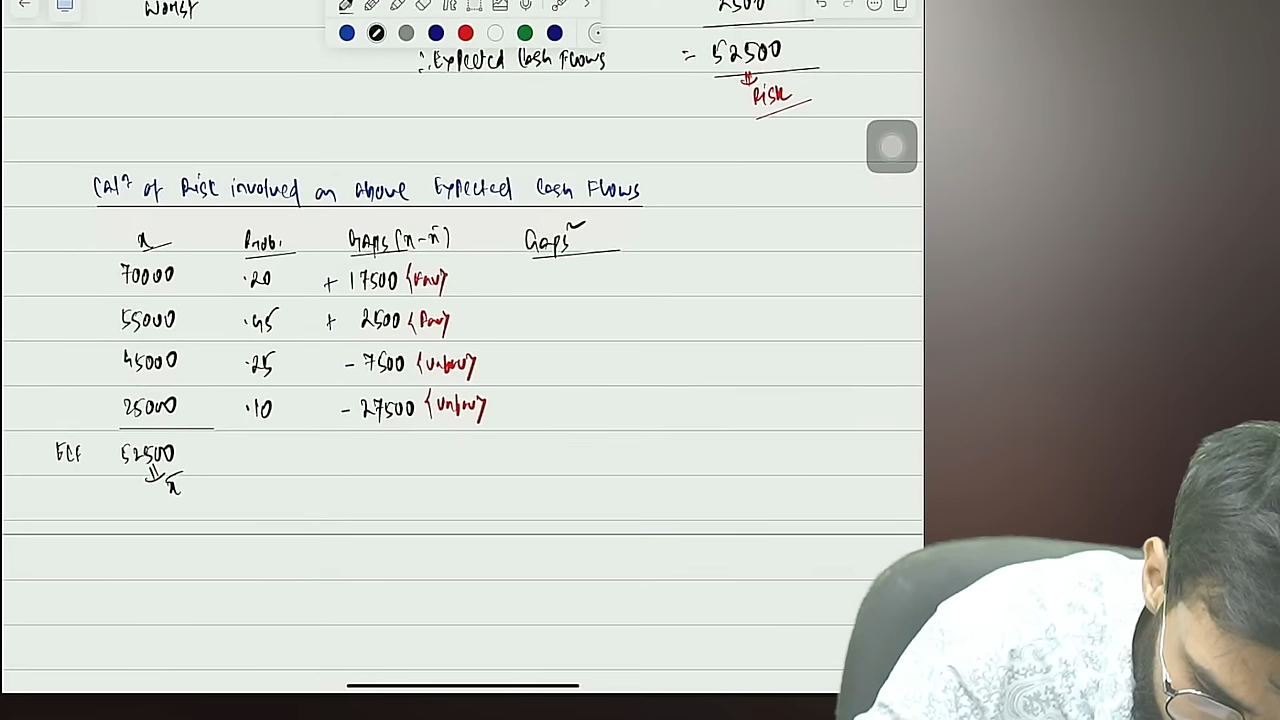 Worst
2500
∴Expected Cash Flows = 52500
Risk
Calⁿ of Risk involved on above Expected Cash Flows
x Prob. Gaps (x-x̄) Gaps²
70000 .20 + 17500 {Fav}
55000 .45 + 2500 {Fav}
45000 .25 - 7500 {Unfav}
25000 .10 - 27500 {Unfav}
ECF 52500
x̄